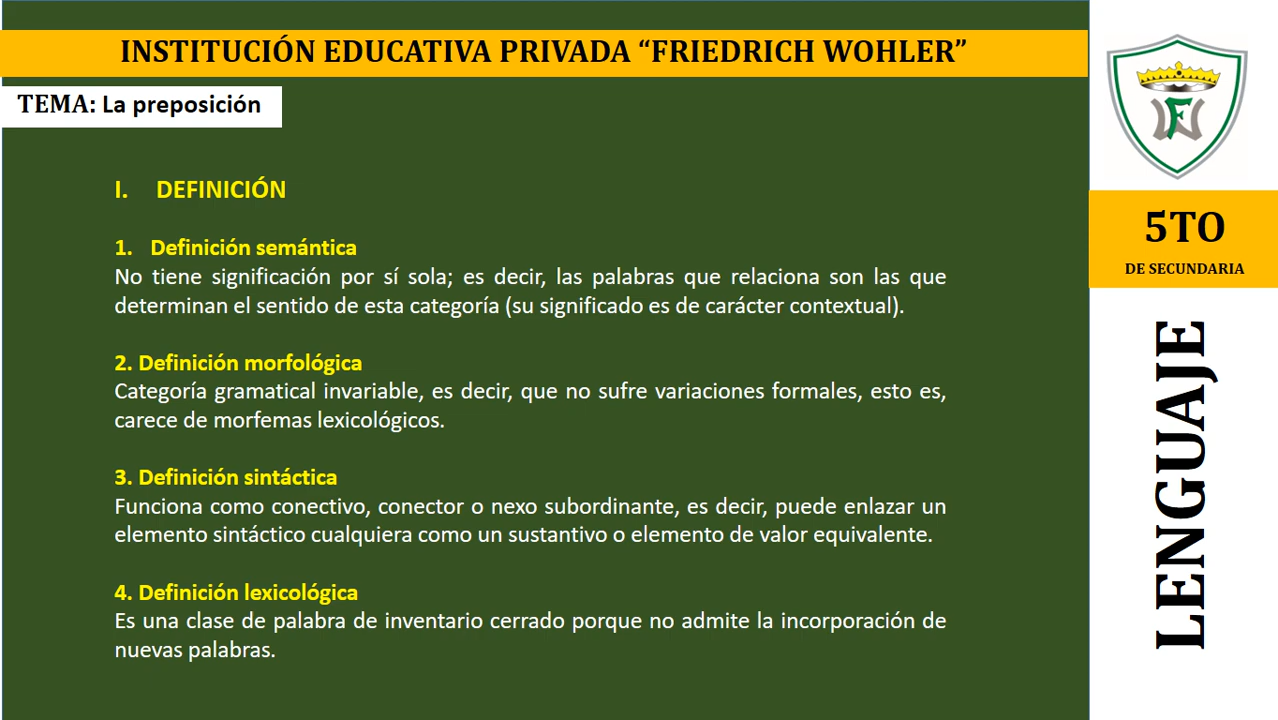 INSTITUCIÓN EDUCATIVA PRIVADA “FRIEDRICH WOHLER”
TEMA: La preposición
I. DEFINICIÓN
1. Definición semántica
No tiene significación por sí sola; es decir, las palabras que relaciona son las que
determinan el sentido de esta categoría (su significado es de carácter contextual).
2. Definición morfológica
Categoría gramatical invariable, es decir, que no sufre variaciones formales, esto es,
carece de morfemas lexicológicos.
3. Definición sintáctica
Funciona como conectivo, conector o nexo subordinante, es decir, puede enlazar un
elemento sintáctico cualquiera como un sustantivo o elemento de valor equivalente.
4. Definición lexicológica
Es una clase de palabra de inventario cerrado porque no admite la incorporación de
nuevas palabras.
FW
5TO
DE SECUNDARIA
LENGUAJE